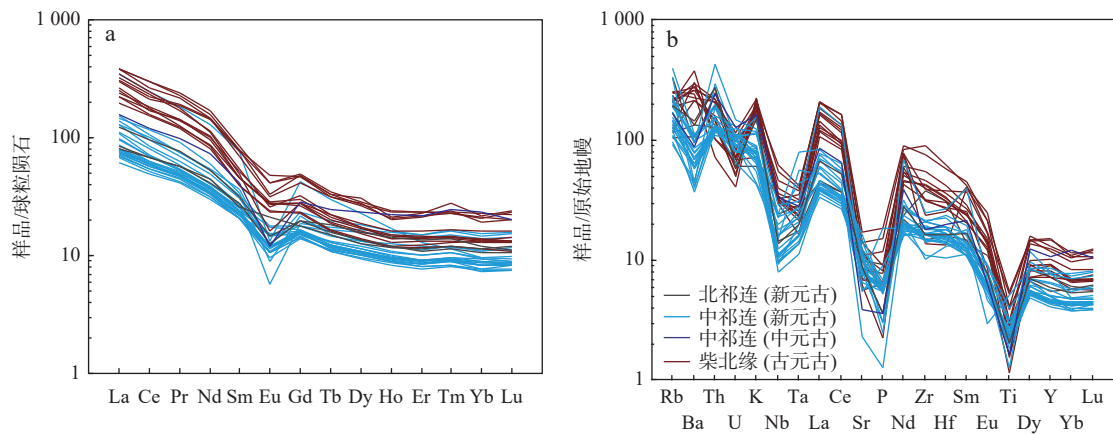 1 000
a
100
10
1
样品/球粒陨石
La Ce Pr Nd Sm Eu Gd Tb Dy Ho Er Tm Yb Lu
1 000
b
100
10
1
样品/原始地幔
北祁连 (新元古)
中祁连 (新元古)
中祁连 (中元古)
柴北缘 (古元古)
Rb Th K Ta Ce P Zr Sm Ti Y Lu
Ba U Nb La Sr Nd Hf Eu Dy Yb